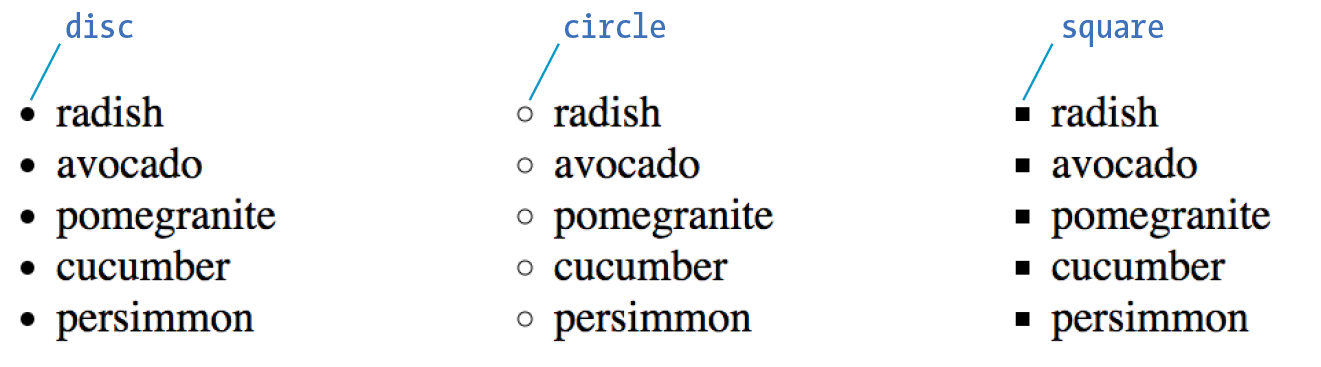 disc
• radish
• avocado
• pomegranite
• cucumber
• persimmon
circle
○ radish
○ avocado
○ pomegranite
○ cucumber
○ persimmon
square
■ radish
■ avocado
■ pomegranite
■ cucumber
■ persimmon